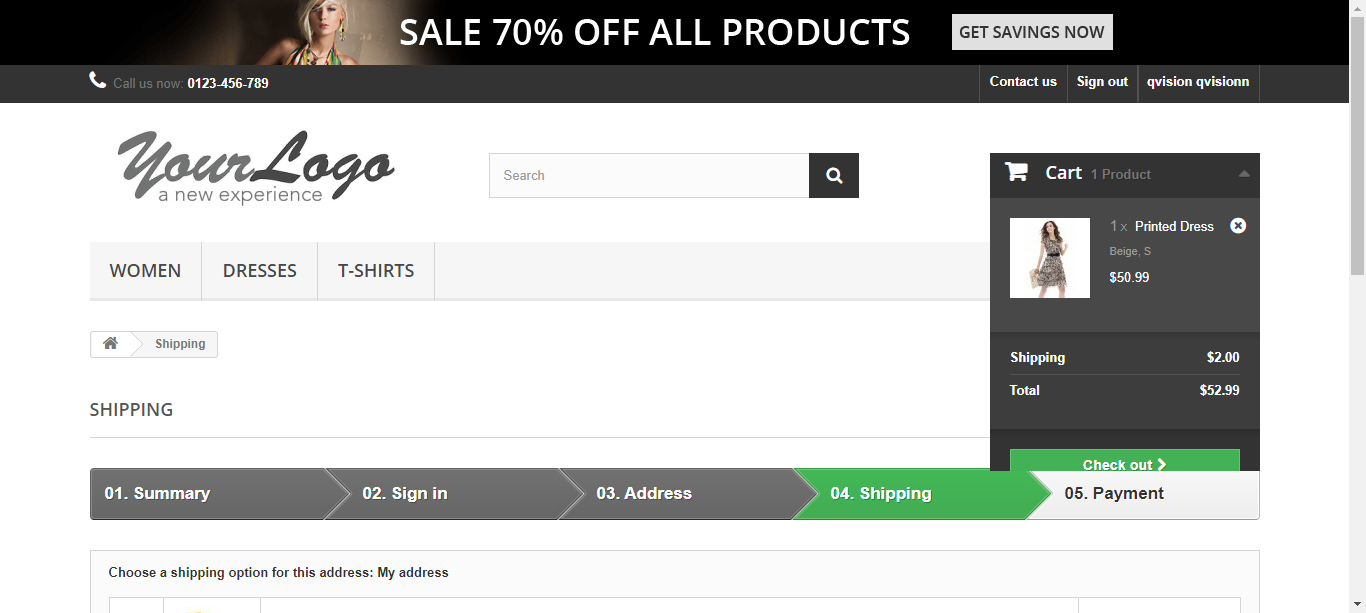 SALE 70% OFF ALL PRODUCTS GET SAVINGS NOW
Call us now: 0123-456-789 Contact us Sign out qvision qvisionn
YourLogo
a new experience
Search
Cart 1 Product
1 x Printed Dress
Beige, S
$50.99
WOMEN DRESSES T-SHIRTS
Shipping
Shipping $2.00
Total $52.99
Check out
SHIPPING
01. Summary 02. Sign in 03. Address 04. Shipping 05. Payment
Choose a shipping option for this address: My address